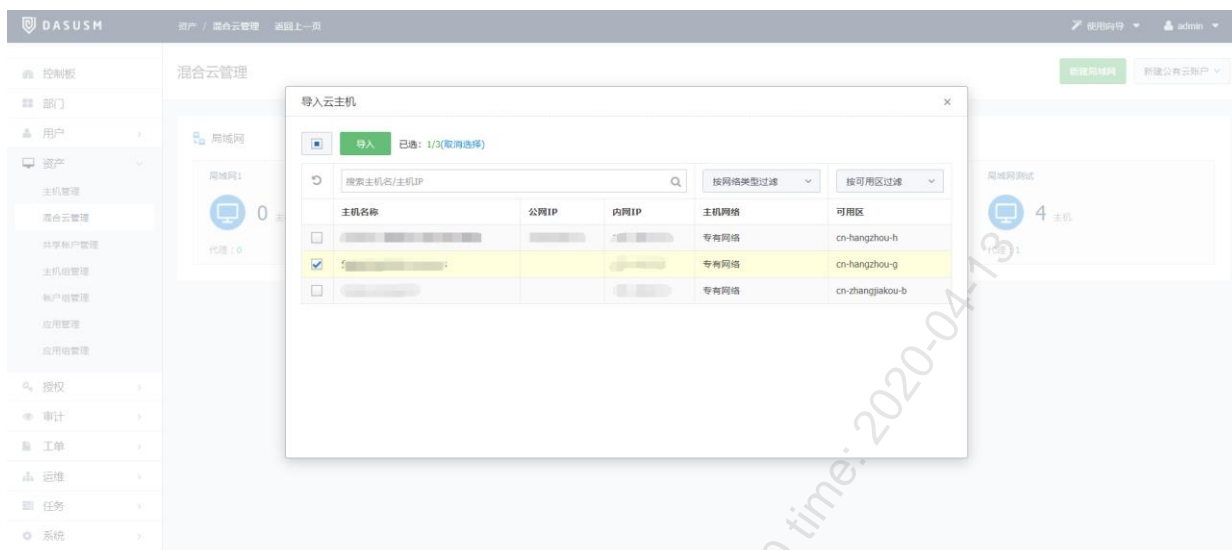 DASUSM
资产 / 混合云管理 返回上一页
使用向导 admin
控制板
部门
用户
资产
主机管理
混合云管理
共享帐户管理
主机组管理
帐户组管理
应用管理
应用组管理
授权
审计
工单
运维
任务
系统
混合云管理
新建局域网 新建公有云账户
局域网
局域网1
0 主
代理:0
局域网测试
4 主机
代理:1
导入云主机 ×
导入 已选: 1/3(取消选择)
搜索主机名/主机IP 按网络类型过滤 按可用区过滤
主机名称 公网IP 内网IP 主机网络 可用区
专有网络 cn-hangzhou-h
专有网络 cn-hangzhou-g
专有网络 cn-zhangjiakou-b
time: 2020-04-13